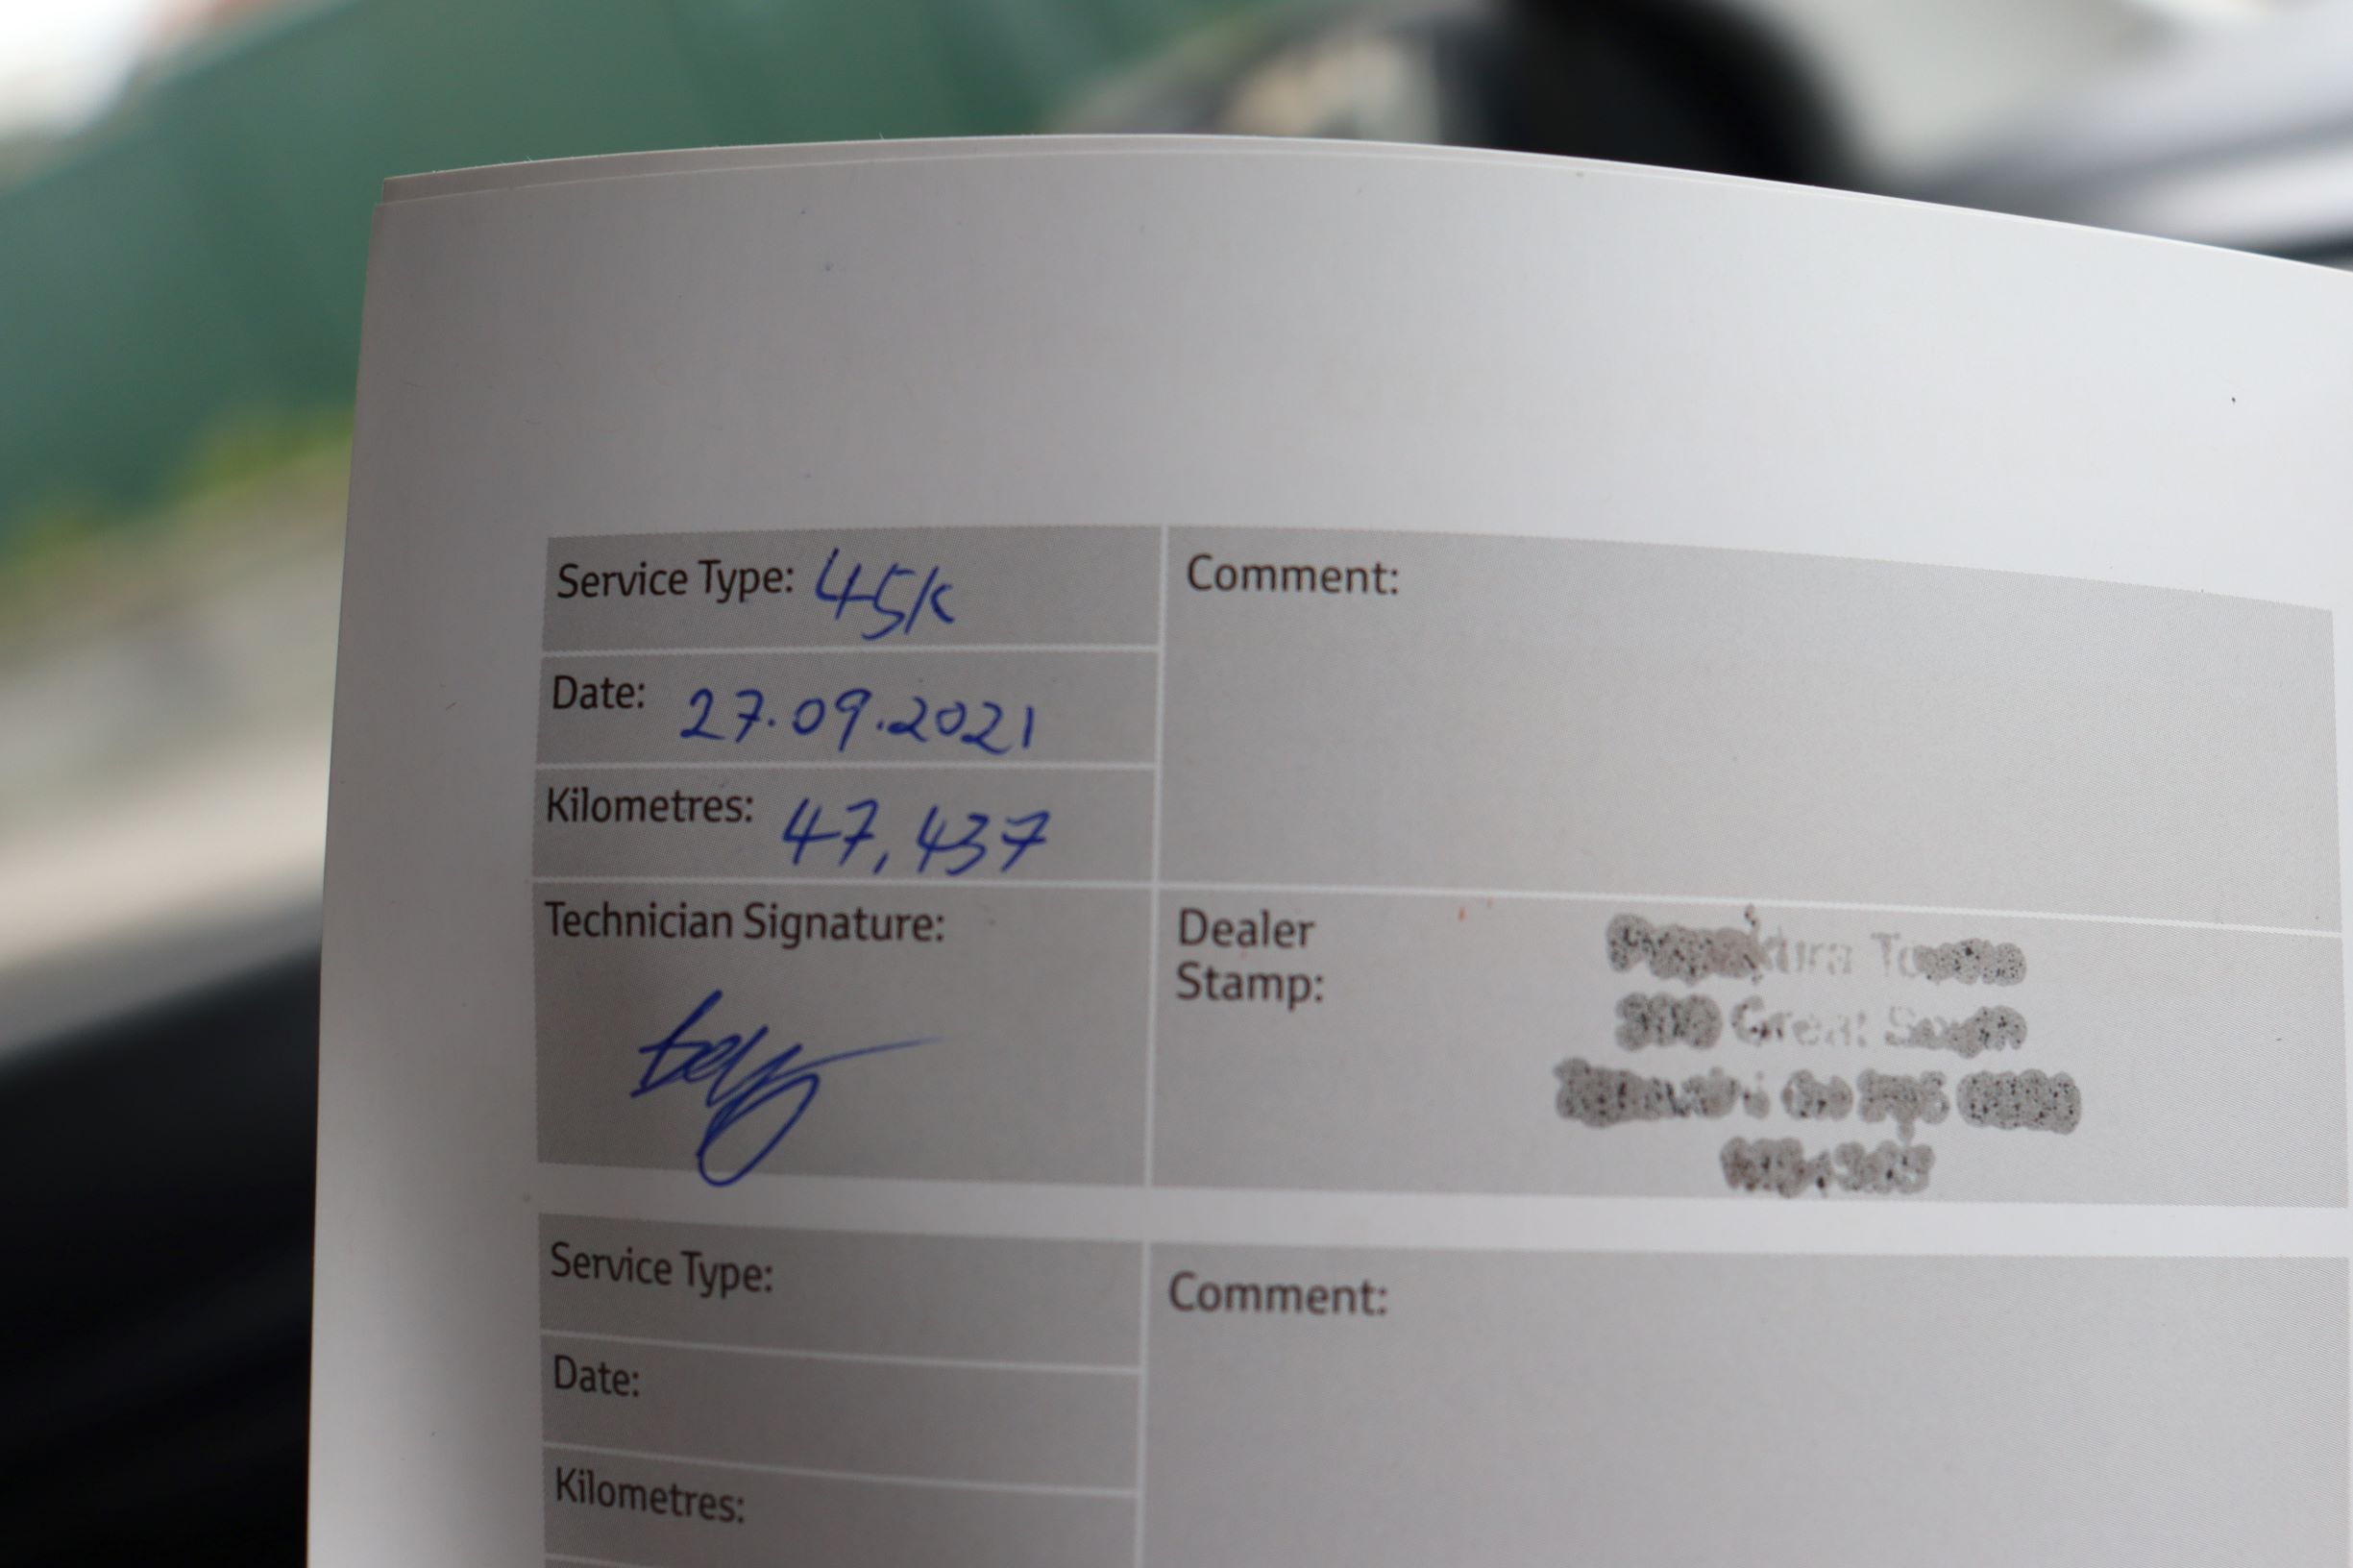 Service Type: 45K
Date: 27.09.2021
Kilometres: 47,437
Technician Signature:
Comment:
Dealer
Stamp:
Great
Service Type:
Date:
Kilometres:
Comment: